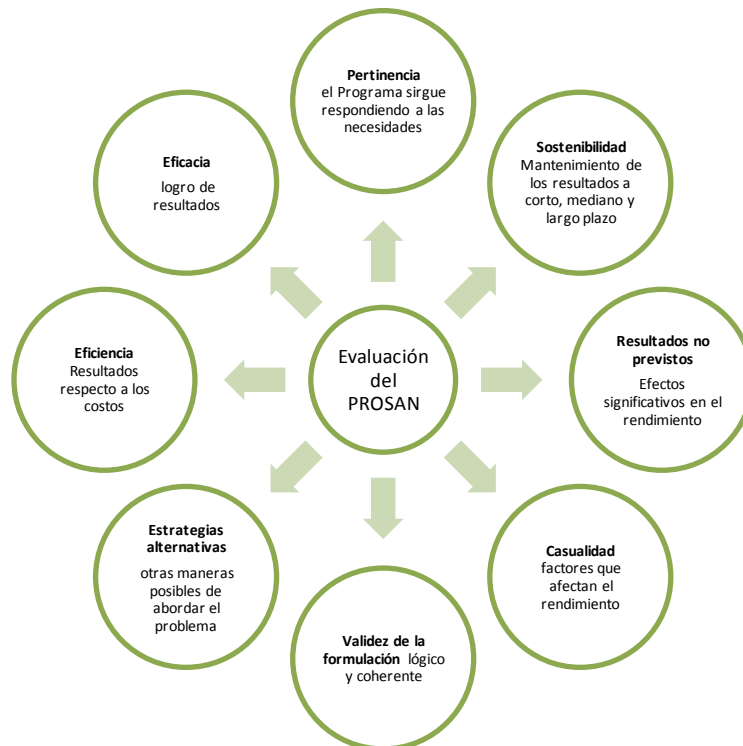 Pertinencia
el Programa sirgue
respondiendo a las
necesidades
Sostenibilidad
Mantenimiento de
los resultados a
corto, mediano y
largo plazo
Resultados no
previstos
Efectos
significativos en el
rendimiento
Casualidad
factores que
afectan el
rendimiento
Validez de la
formulación lógico
y coherente
Estrategias
alternativas
otras maneras
posibles de
abordar el
problema
Eficiencia
Resultados
respecto a los
costos
Eficacia
logro de
resultados
Evaluación
del
PROSAN